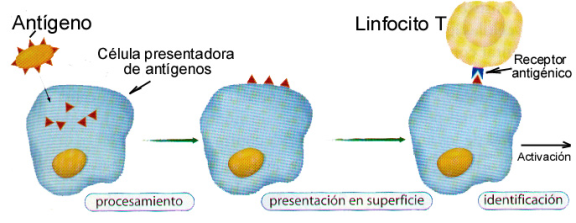 Antígeno
Célula presentadora
de antígenos
Linfocito T
Receptor
antigénico
Activación
procesamiento
presentación en superficie
identificación